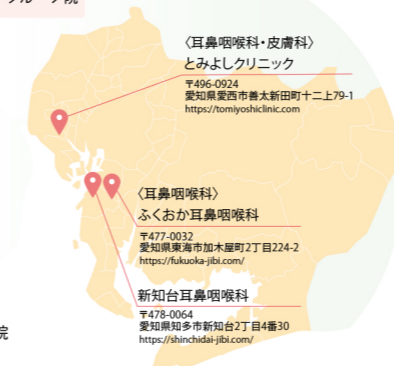 グループ院
〈耳鼻咽喉科・皮膚科〉
とみよしクリニック
〒496-0924
愛知県愛西市善太新田町十二上79-1
https://tomiyoshiclinic.com
〈耳鼻咽喉科〉
ふくおか耳鼻咽喉科
〒477-0032
愛知県東海市加木屋町2丁目224-2
https://fukuoka-jibi.com/
新知台耳鼻咽喉科
〒478-0064
愛知県知多市新知台2丁目4番30
https://shinchidai-jibi.com/
院